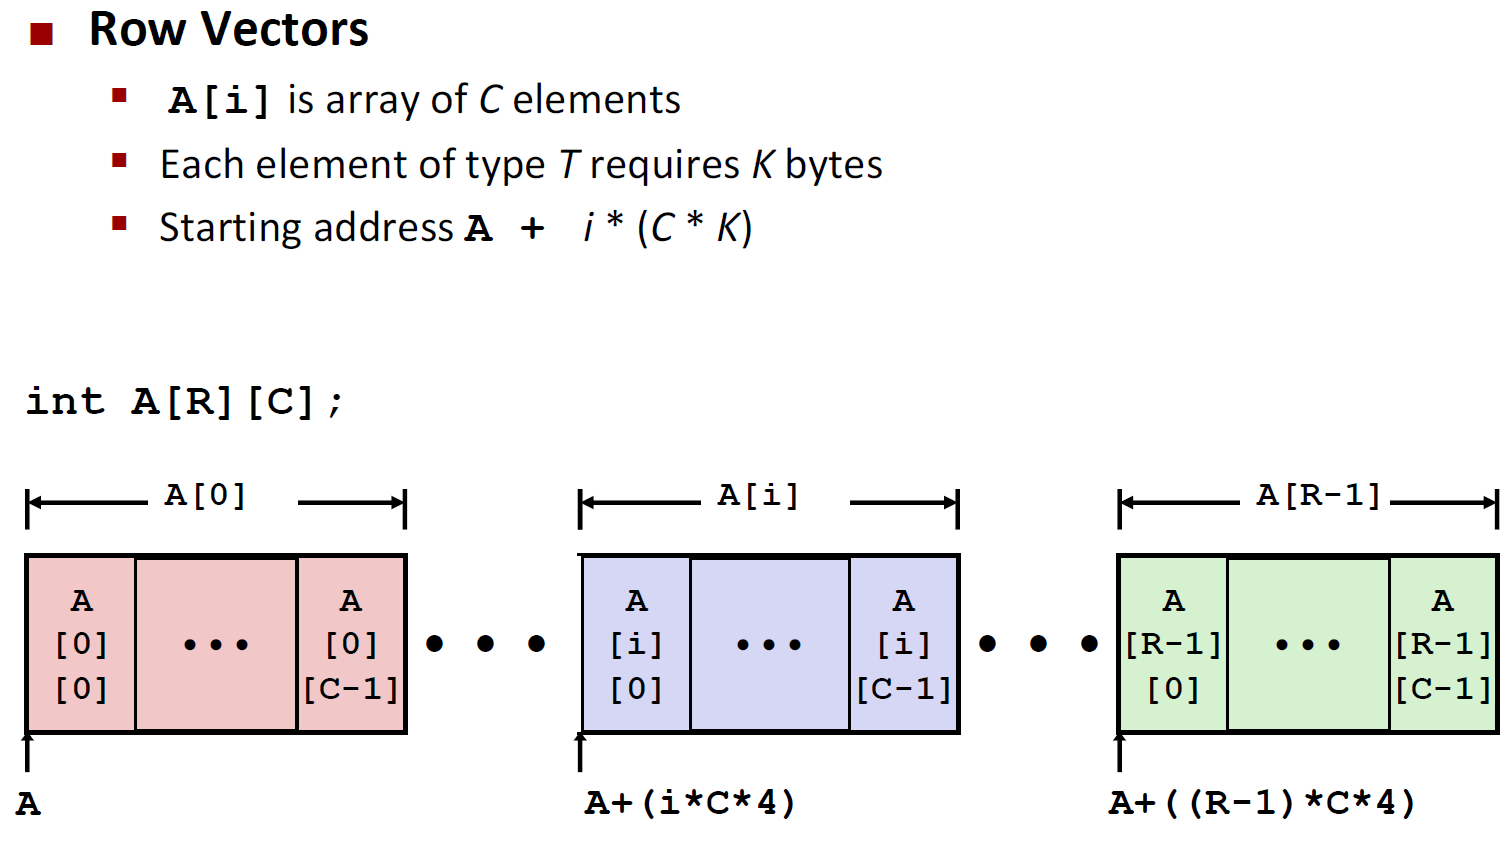 Row Vectors
A[i] is array of C elements
Each element of type T requires K bytes
Starting address A + i * (C * K)
int A[R][C];
A[0] A[i] A[R-1]
A ••• A • • • A ••• A • • • A ••• A
[0] [0] [i] [i] [R-1] [R-1]
[0] [C-1] [0] [C-1] [0] [C-1]
A A+(i*C*4) A+((R-1)*C*4)